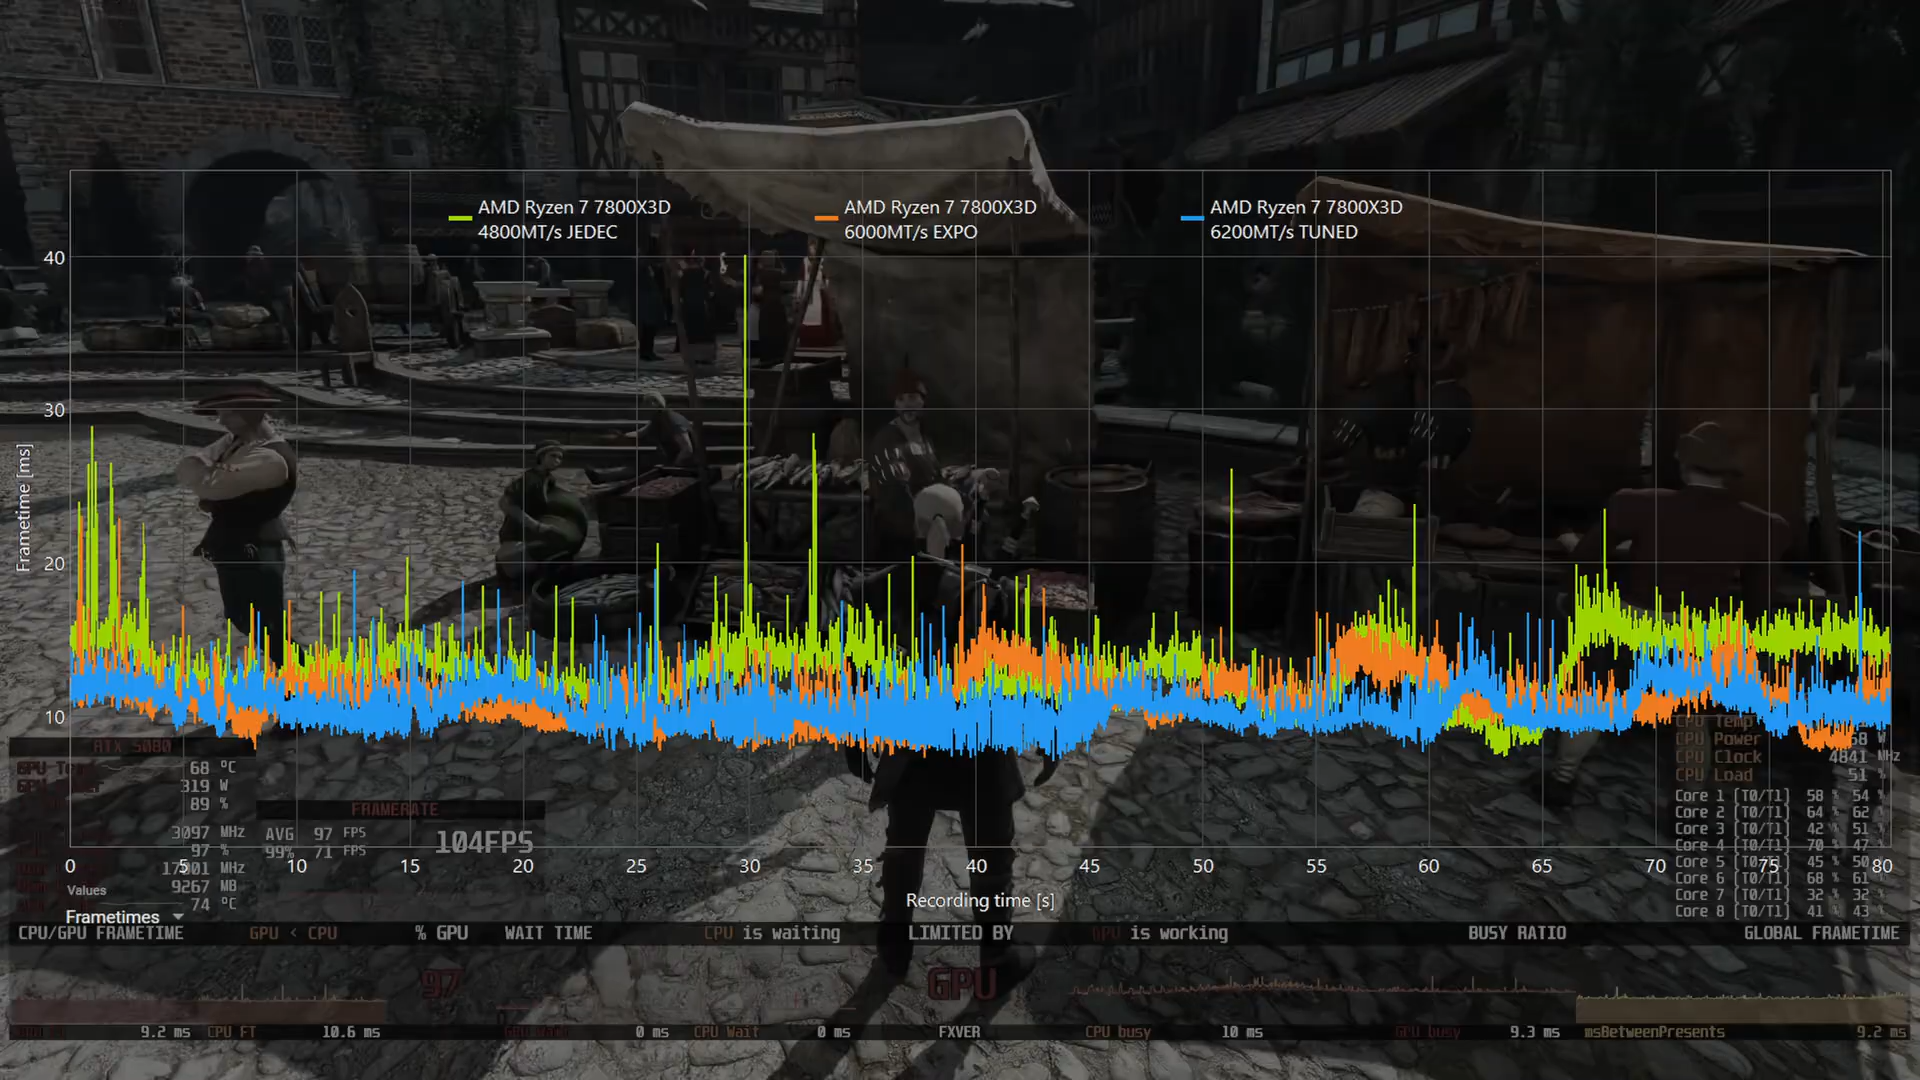 AMD Ryzen 7 7800X3D
4800MT/s JEDEC
AMD Ryzen 7 7800X3D
6000MT/s EXPO
AMD Ryzen 7 7800X3D
6200MT/s TUNED
40
30
20
10
Frametime [ms]
0 5 10 15 20 25 30 35 40 45 50 55 60 65 70 75 80
Recording time [s]
Values
Frametimes
RTX 5080
68 °C
319 W
89 %
3097 MHz
97 %
MHz
9267 MB
74 °C
FRAMERATE
AVG 97 FPS
99% 71 FPS
104FPS
CPU Temp
CPU Power 68 W
CPU Clock 4841 MHz
CPU Load 51 %
Core 1 [T0/T1] 58 % 54 %
Core 2 [T0/T1] 64 % 62 %
Core 3 [T0/T1] 42 % 51 %
Core 4 [T0/T1] 70 % 47 %
Core 5 [T0/T1] 45 % 50 %
Core 6 [T0/T1] 68 % 61 %
Core 7 [T0/T1] 32 % 32 %
Core 8 [T0/T1] 41 % 43 %
CPU/GPU FRAMETIME GPU < CPU % GPU WAIT TIME CPU is waiting LIMITED BY GPU is working BUSY RATIO GLOBAL FRAMETIME
97
GPU
9.2 ms CPU FT 10.6 ms 0 ms CPU Wait 0 ms FXVER CPU busy 10 ms GPU busy 9.3 ms msBetweenPresents 9.2 ms